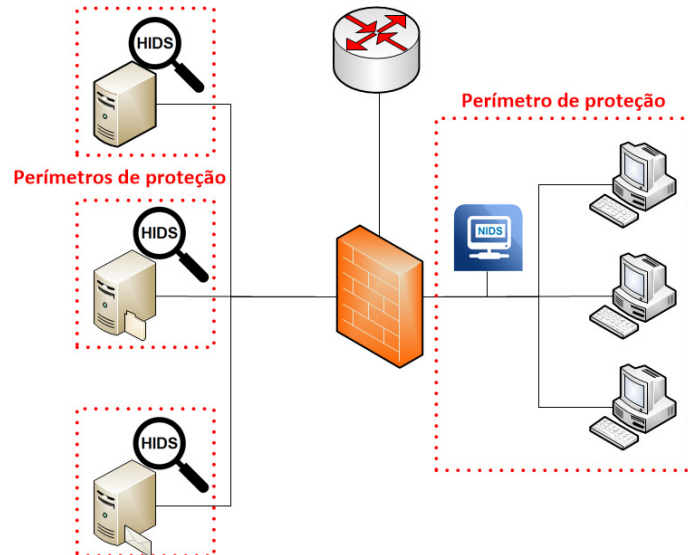 HIDS
Perímetro de proteção
Perímetros de proteção
HIDS
NIDS
HIDS